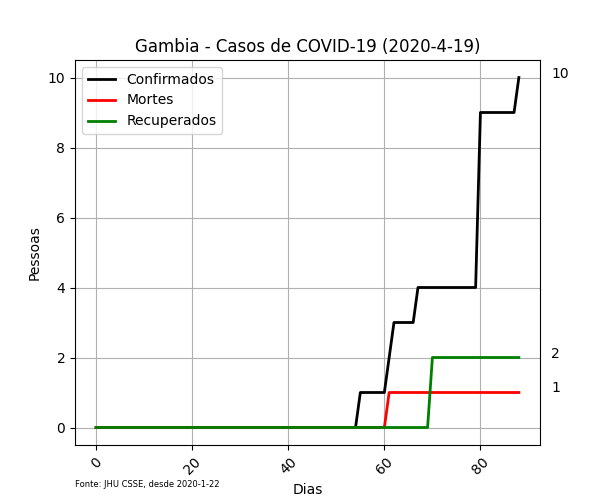 Gambia - Casos de COVID-19 (2020-4-19)
Confirmados
Mortes
Recuperados
10
8
6
4
2
0
Pessoas
10
2
1
0
20
40
60
80
Dias
Fonte: JHU CSSE, desde 2020-1-22